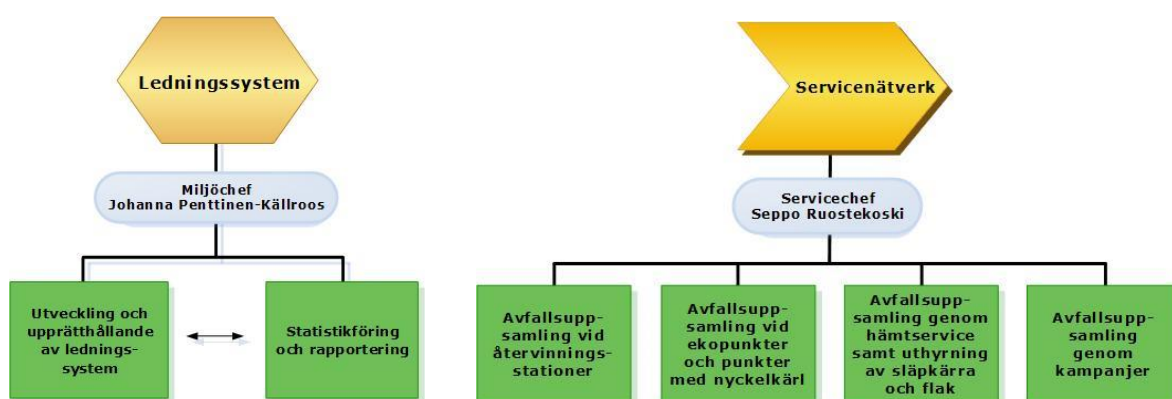 Ledningssystem
Miljöchef
Johanna Penttinen-Källroos
Utveckling och
upprätthållande
av lednings-
system
Statistikföring
och rapportering
Servicenätverk
Servicechef
Seppo Ruostekoski
Avfallsupp-
samling vid
återvinnings-
stationer
Avfallsupp-
samling vid
ekopunkter
och punkter
med nyckelkärl
Avfallsupp-
samling genom
hämtservice
samt uthyrning
av släpkärra
och flak
Avfallsupp-
samling
genom
kampanjer